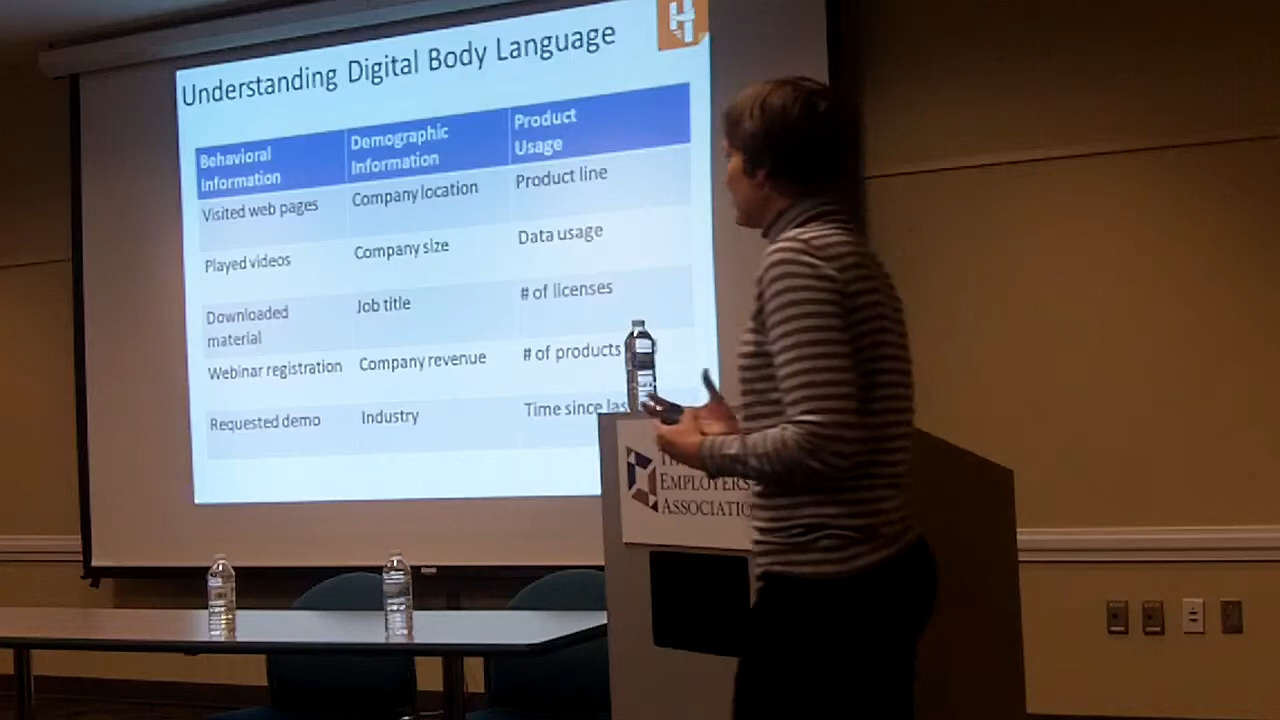 Understanding Digital Body Language
Behavioral
Information
Demographic
Information
Product
Usage
Visited web pages
Company location
Product line
Played videos
Company size
Data usage
Downloaded
material
Job title
# of licenses
Webinar registration
Company revenue
# of products
Requested demo
Industry
Time since las
EMPLOYERS
ASSOCIATIO